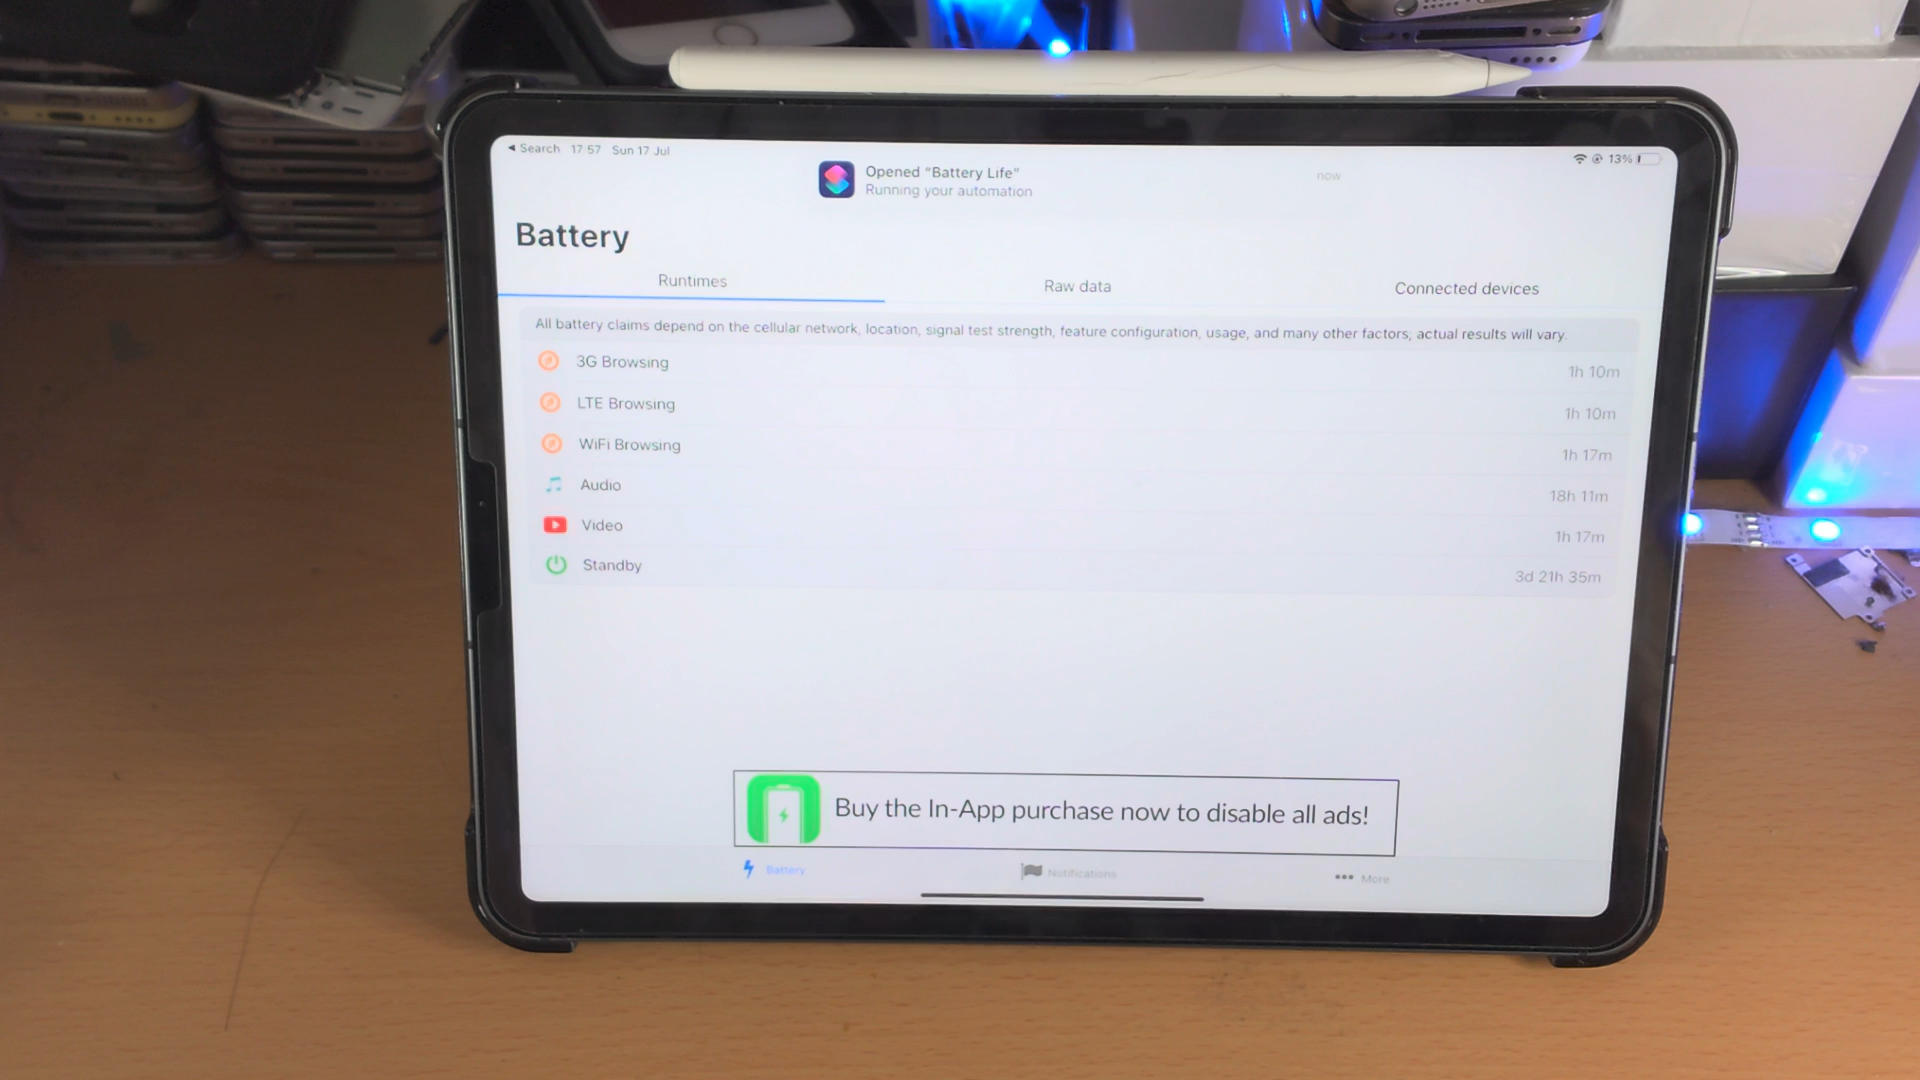 ◄ Search 17:57 Sun 17 Jul
13%
Opened “Battery Life”
now
Running your automation
Battery
Runtimes
Raw data
Connected devices
All battery claims depend on the cellular network, location, signal test strength, feature configuration, usage, and many other factors; actual results will vary.
3G Browsing 1h 10m
LTE Browsing 1h 10m
WiFi Browsing 1h 17m
Audio 18h 11m
Video 1h 17m
Standby 3d 21h 35m
Buy the In-App purchase now to disable all ads!
Battery
Notifications
••• More